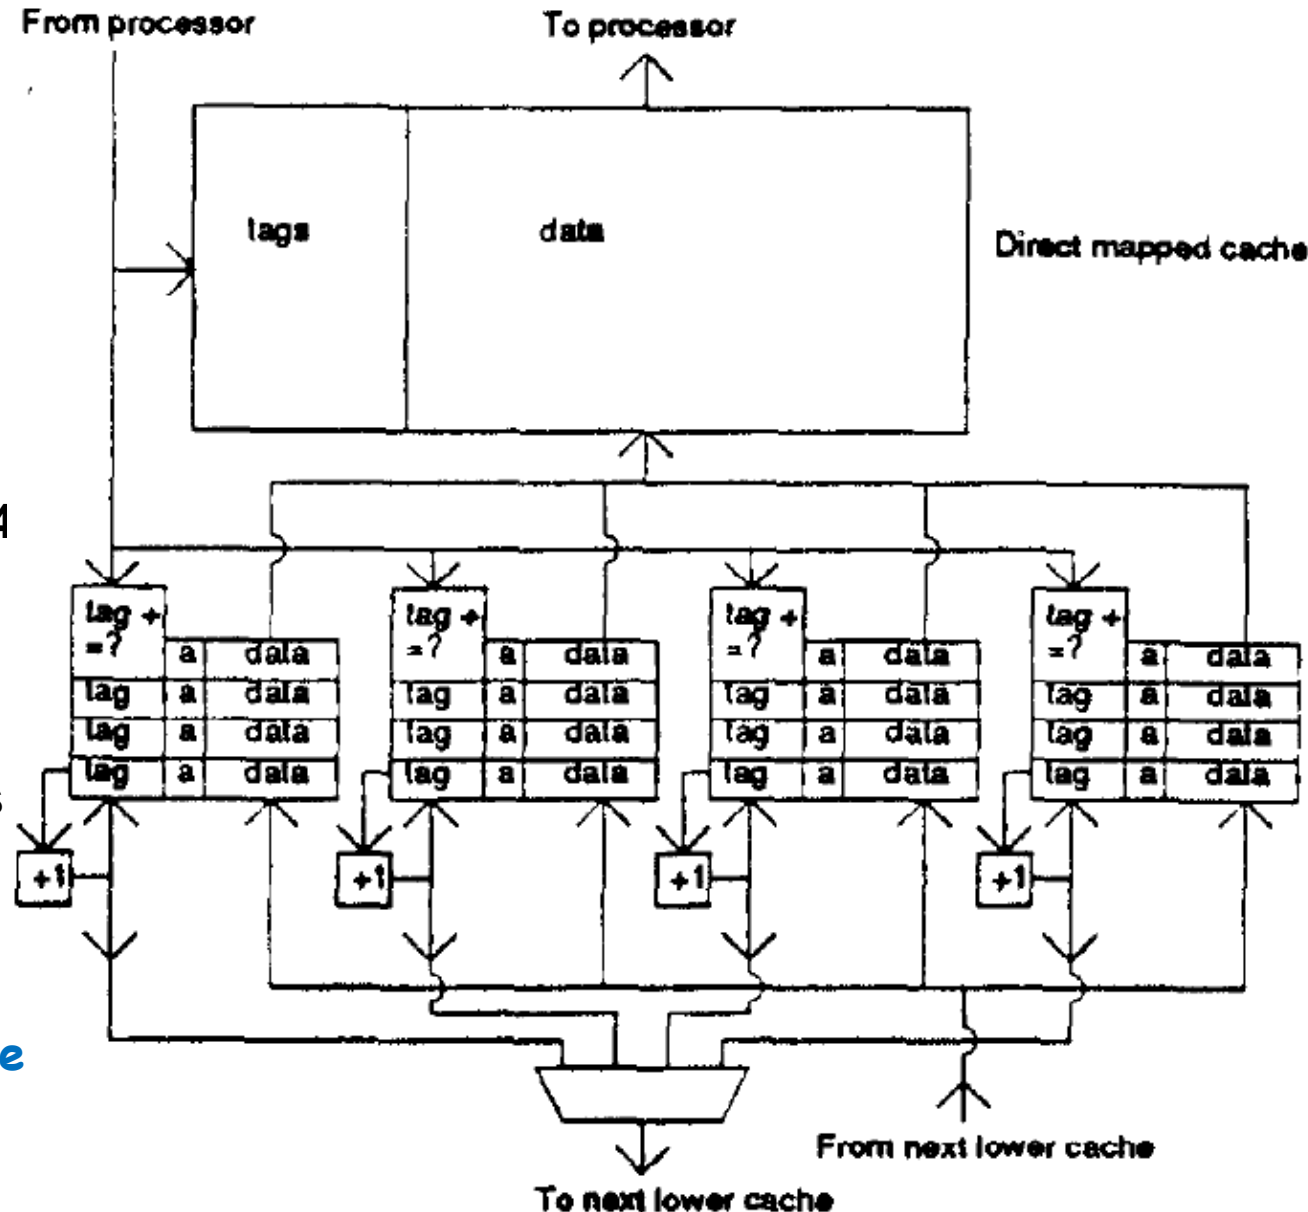 From processor
To processor
tags
data
Direct mapped cache
4
tag +
=?
a
data
tag
a
data
tag
a
data
tag
a
data
tag +
=?
a
data
tag
a
data
tag
a
data
tag
a
data
tag +
=?
a
data
tag
a
data
tag
a
data
tag
a
data
tag +
=?
a
data
tag
a
data
tag
a
data
tag
a
data
s
+1
+1
+1
+1
e
From next lower cache
To next lower cache